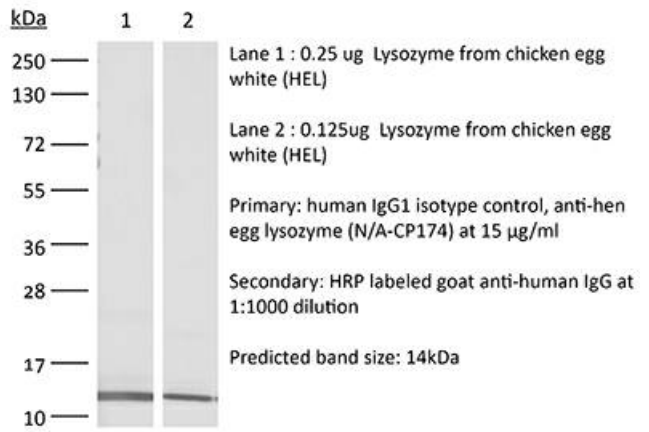 kDa
1 2
250
130
72
55
36
28
17
10
Lane 1 : 0.25 ug Lysozyme from chicken egg
white (HEL)
Lane 2 : 0.125ug Lysozyme from chicken egg
white (HEL)
Primary: human IgG1 isotype control, anti-hen
egg lysozyme (N/A-CP174) at 15 µg/ml
Secondary: HRP labeled goat anti-human IgG at
1:1000 dilution
Predicted band size: 14kDa